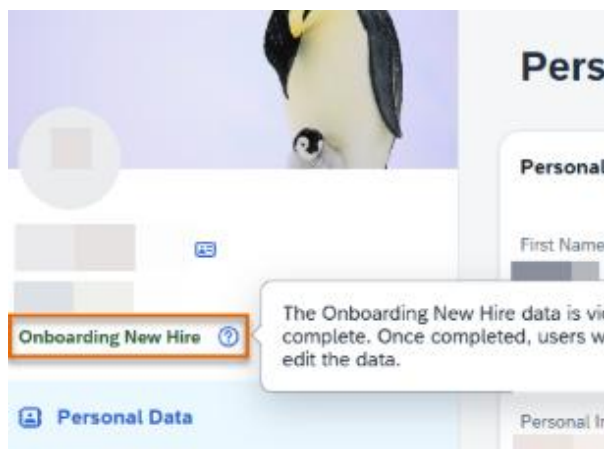 Pers
Personal
First Name
Onboarding New Hire
The Onboarding New Hire data is
complete. Once completed, users
edit the data.
Personal Data
Personal